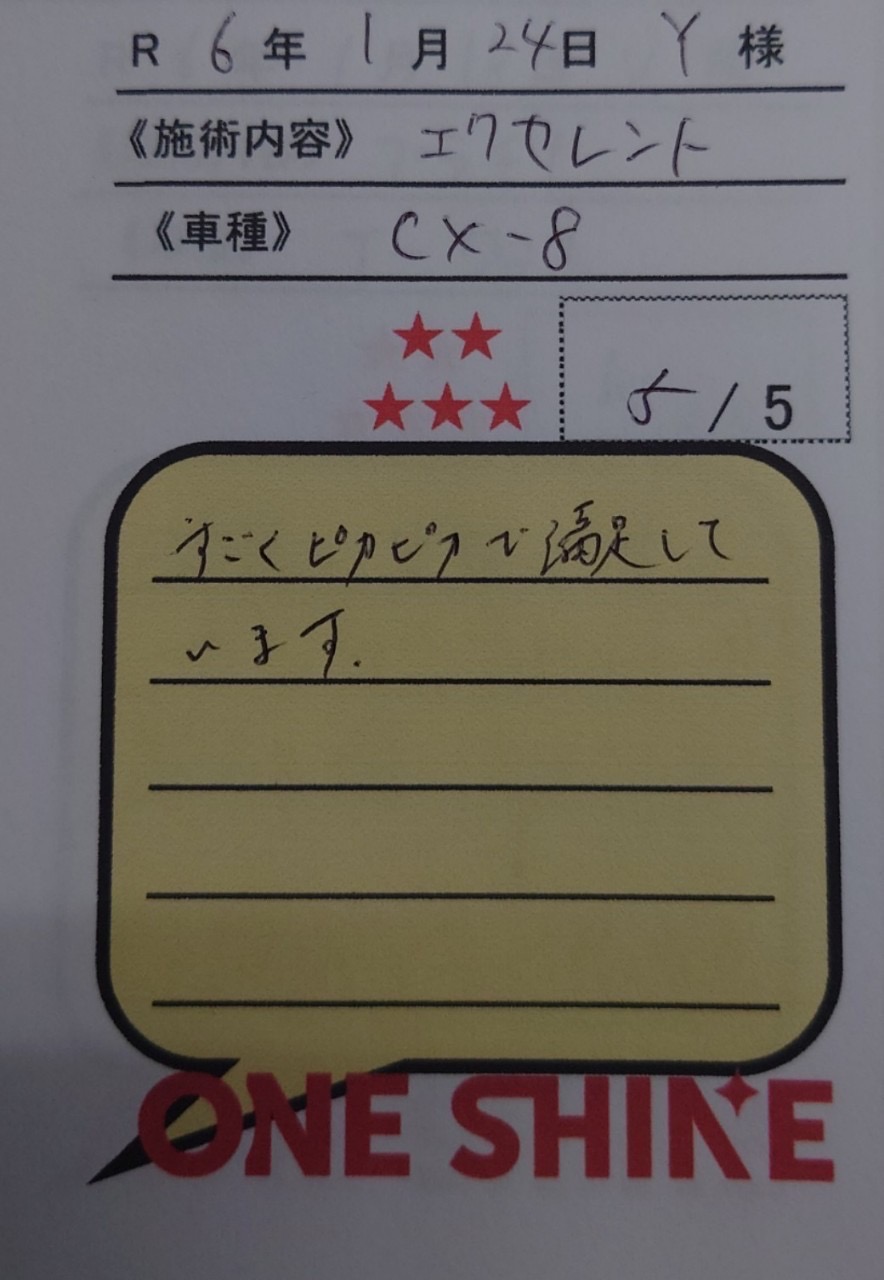 R 6年 1月 24日 Y 様
《施術内容》 エクセレント
《車種》 CX-8
★★
★★★
5 / 5
すごくピカピカで満足して
います.
ONE SHINE